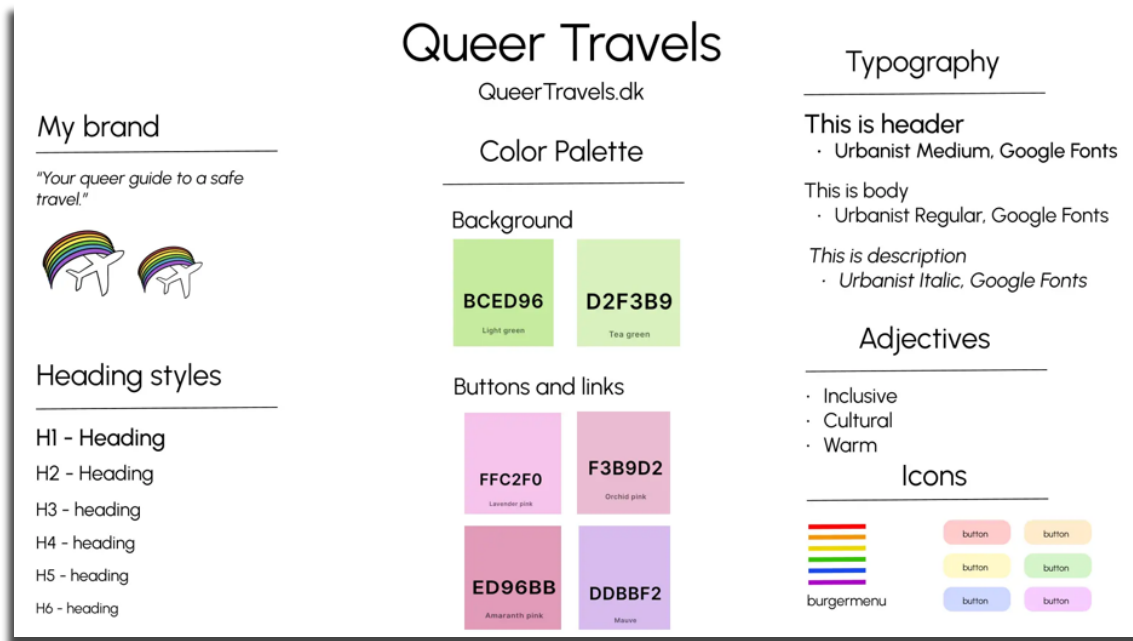 Queer Travels
QueerTravels.dk
My brand
“Your queer guide to a safe
travel.”
Heading styles
H1 - Heading
H2 - Heading
H3 - heading
H4 - heading
H5 - heading
H6 - heading
Color Palette
Background
BCED96
Light green
D2F3B9
Tea green
Buttons and links
FFC2F0
Lavender pink
F3B9D2
Orchid pink
ED96BB
Amaranth pink
DDBBF2
Mauve
Typography
This is header
· Urbanist Medium, Google Fonts
This is body
· Urbanist Regular, Google Fonts
This is description
· Urbanist Italic, Google Fonts
Adjectives
· Inclusive
· Cultural
· Warm
Icons
burgermenu
button button
button button
button button